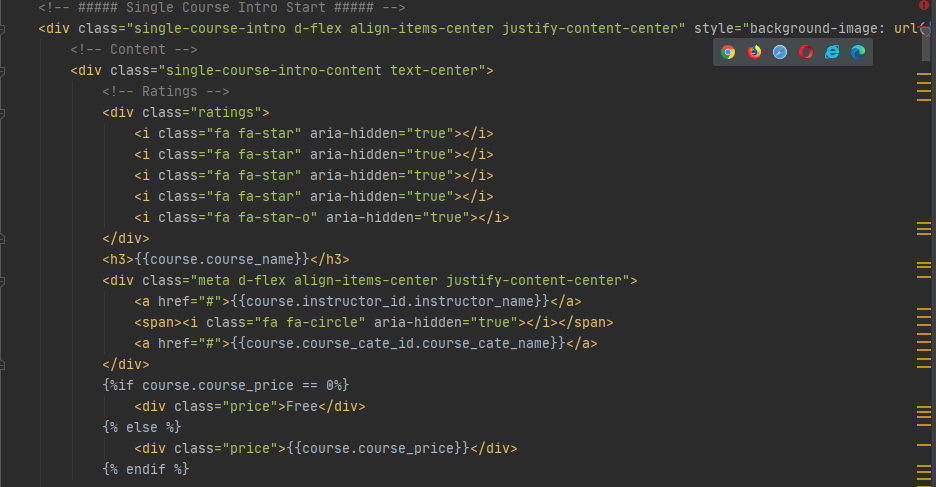 <!-- ##### Single Course Intro Start ##### -->
<div class="single-course-intro d-flex align-items-center justify-content-center" style="background-image: url(
<!-- Content -->
<div class="single-course-intro-content text-center">
<!-- Ratings -->
<div class="ratings">
<i class="fa fa-star" aria-hidden="true"></i>
<i class="fa fa-star" aria-hidden="true"></i>
<i class="fa fa-star" aria-hidden="true"></i>
<i class="fa fa-star" aria-hidden="true"></i>
<i class="fa fa-star-o" aria-hidden="true"></i>
</div>
<h3>{{course.course_name}}</h3>
<div class="meta d-flex align-items-center justify-content-center">
<a href="#">{{course.instructor_id.instructor_name}}</a>
<span><i class="fa fa-circle" aria-hidden="true"></i></span>
<a href="#">{{course.course_cate_id.course_cate_name}}</a>
</div>
{%if course.course_price == 0%}
<div class="price">Free</div>
{% else %}
<div class="price">{{course.course_price}}</div>
{% endif %}